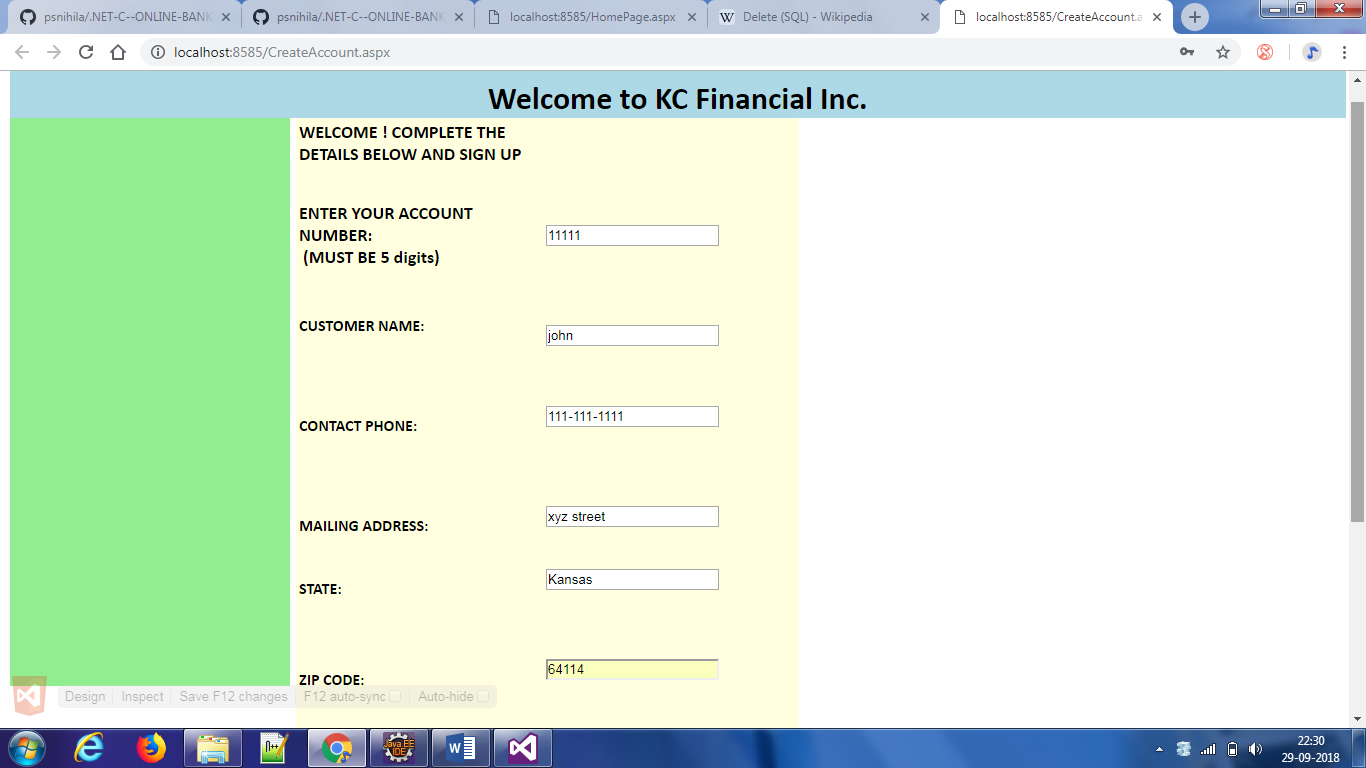 psnihila/.NET-C--ONLINE-BANK
psnihila/.NET-C--ONLINE-BANK
localhost:8585/HomePage.aspx
Delete (SQL) - Wikipedia
localhost:8585/CreateAccount.a
localhost:8585/CreateAccount.aspx
Welcome to KC Financial Inc.
WELCOME ! COMPLETE THE
DETAILS BELOW AND SIGN UP
ENTER YOUR ACCOUNT
NUMBER:
(MUST BE 5 digits)
11111
CUSTOMER NAME:
john
CONTACT PHONE:
111-111-1111
MAILING ADDRESS:
xyz street
STATE:
Kansas
ZIP CODE:
64114
Design Inspect Save F12 changes F12 auto-sync Auto-hide
Java EE
IDE
22:30
29-09-2018